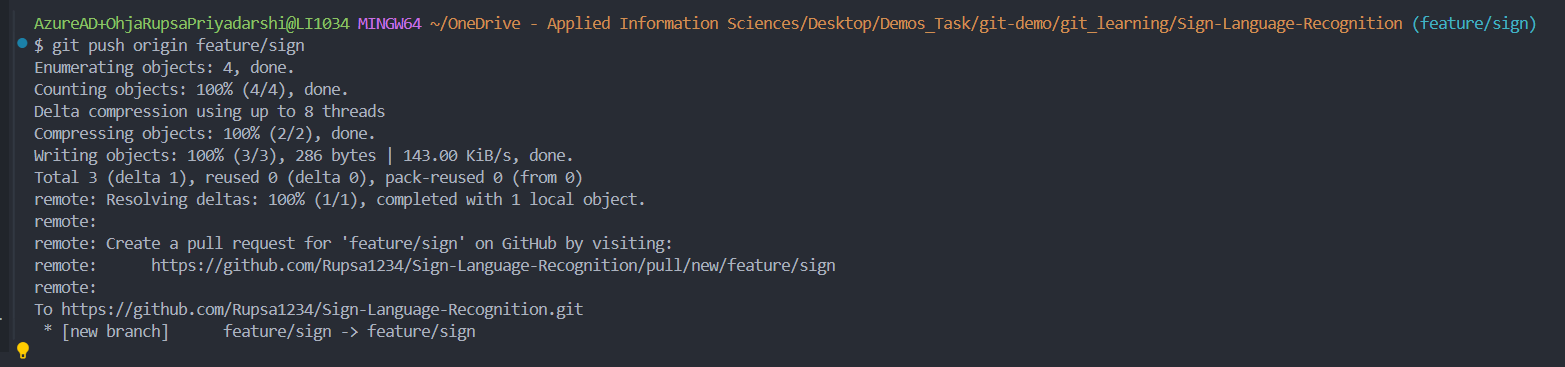 AzureAD+OhjaRupsaPriyadarshi@LI1034 MINGW64 ~/OneDrive - Applied Information Sciences/Desktop/Demos_Task/git-demo/git_learning/Sign-Language-Recognition (feature/sign)
$ git push origin feature/sign
Enumerating objects: 4, done.
Counting objects: 100% (4/4), done.
Delta compression using up to 8 threads
Compressing objects: 100% (2/2), done.
Writing objects: 100% (3/3), 286 bytes | 143.00 KiB/s, done.
Total 3 (delta 1), reused 0 (delta 0), pack-reused 0 (from 0)
remote: Resolving deltas: 100% (1/1), completed with 1 local object.
remote:
remote: Create a pull request for 'feature/sign' on GitHub by visiting:
remote:      https://github.com/Rupsa1234/Sign-Language-Recognition/pull/new/feature/sign
remote:
To https://github.com/Rupsa1234/Sign-Language-Recognition.git
 * [new branch]      feature/sign -> feature/sign